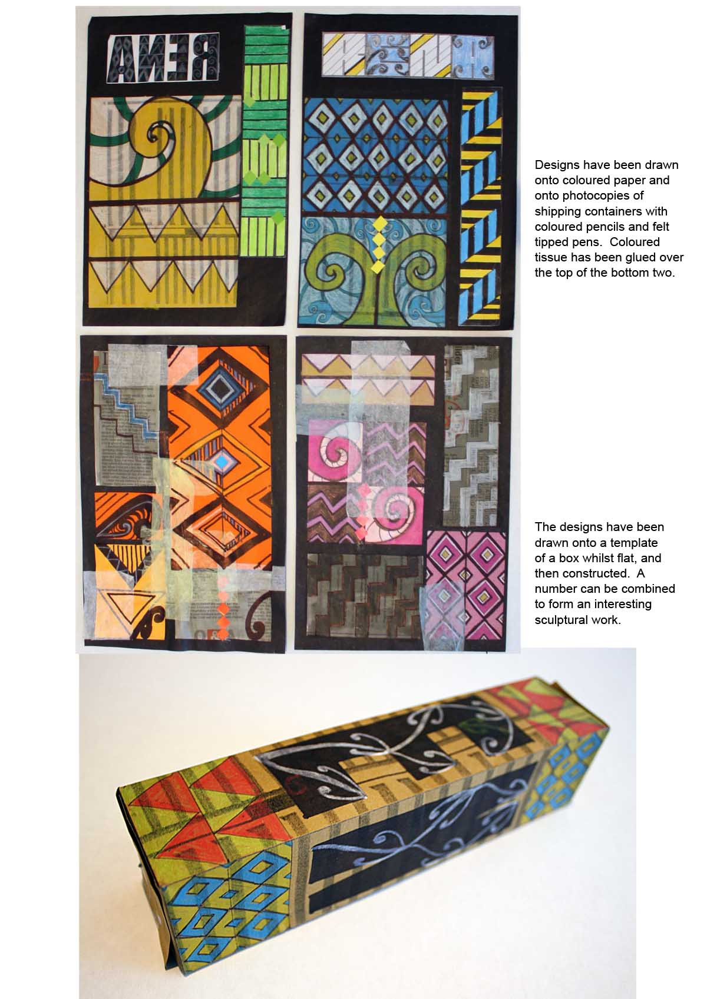 RENA
RENA
Designs have been drawn
onto coloured paper and
onto photocopies of
shipping containers with
coloured pencils and felt
tipped pens.  Coloured
tissue has been glued over
the top of the bottom two.
The designs have been
drawn onto a template
of a box whilst flat, and
then constructed.  A
number can be combined
to form an interesting
sculptural work.